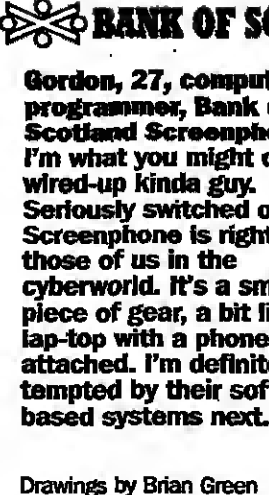 BANK OF SC
Gordon, 27, comput
programmer, Bank
Scotland Screenph
I'm what you might c
wired-up kinda guy.
Seriously switched o
Screenphone is right
those of us in the
cyberworld. It's a sm
piece of gear, a bit li
lap-top with a phone
attached. I'm definit
tempted by their sof
based systems next.
Drawings by Brian Green